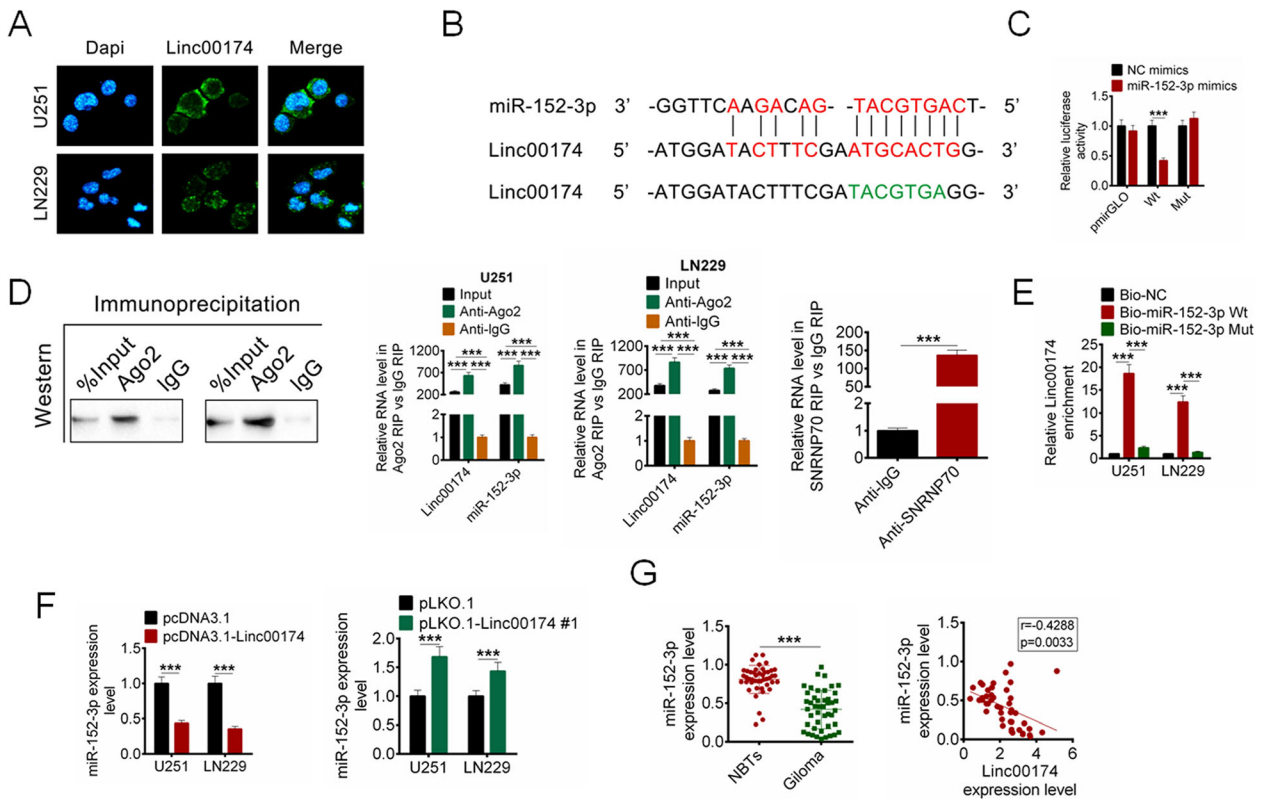 A
Dapi Linc00174 Merge
U251
LN229
B
miR-152-3p 3’ -GGTTCAAGACAG- -TACGTGACT- 5’
Linc00174 5’ -ATGGATACTTTCGAATGCACTGG- 3’
Linc00174 5’ -ATGGATACTTTCGATACGTGAGG- 3’
C
NC mimics
miR-152-3p mimics
Relative luciferase
activity
1.5
1.0
0.5
0.0
***
pmirGLO Wt Mut
D
Immunoprecipitation
Western
%Input Ago2 IgG %Input Ago2 IgG
U251
Input
Anti-Ago2
Anti-IgG
Relative RNA level in
Ago2 RIP vs IgG RIP
1200
700
200
2
1
0
*** ***
*** *** *** ***
Linc00174 miR-152-3p
LN229
Input
Anti-Ago2
Anti-IgG
Relative RNA level in
Ago2 RIP vs IgG RIP
1200
700
200
2
1
0
*** ***
*** *** *** ***
Linc00174 miR-152-3p
Relative RNA level in
SNRNP70 RIP vs IgG RIP
200
150
100
50
2
1
0
***
Anti-IgG Anti-SNRNP70
E
Bio-NC
Bio-miR-152-3p Wt
Bio-miR-152-3p Mut
Relative Linc00174
enrichment
25
20
15
10
5
0
*** ***
*** ***
U251 LN229
F
pcDNA3.1
pcDNA3.1-Linc00174
miR-152-3p expression
level
1.5
1.0
0.5
0.0
*** ***
U251 LN229
pLKO.1
pLKO.1-Linc00174 #1
miR-152-3p expression
level
2.0
1.5
1.0
0.5
0.0
*** ***
U251 LN229
G
miR-152-3p
expression level
1.5
1.0
0.5
0.0
***
NBTs Giloma
miR-152-3p
expression level
1.5
1.0
0.5
0.0
r=-0.4288
p=0.0033
0 2 4 6
Linc00174
expression level